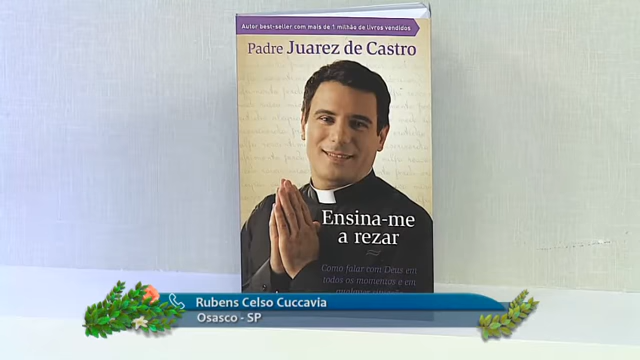 Autor best-seller com mais de 1 milhão de livros vendidos
Padre Juarez de Castro
Ensina-me
a rezar
Como falar com Deus em
todos os momentos e em
qualquer
Rubens Celso Cuccavia
Osasco - SP